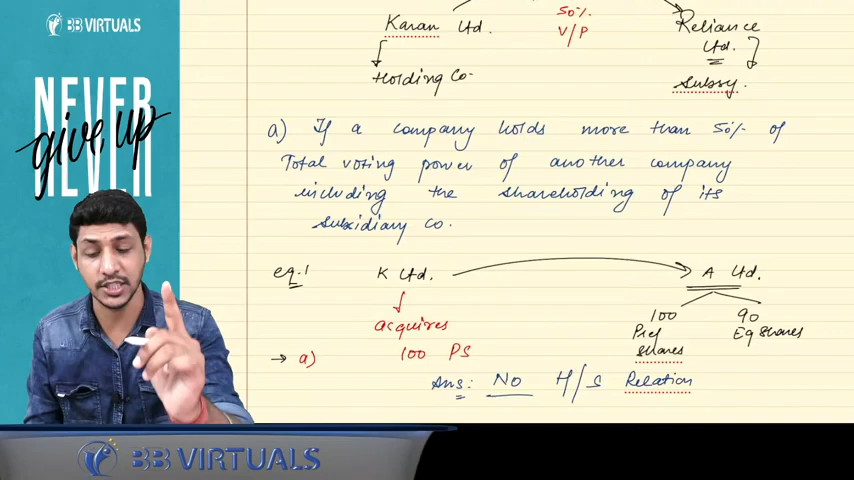 BB VIRTUALS
NEVER
give up
NEVER
50%
V/P
Karan Ltd.
Reliance
Ltd.
Holding Co.
Subsy.
a) If a company holds more than 50% of
Total voting power of another company
including the shareholding of its
subsidiary Co.
eg.1 K Ltd. A Ltd.
acquires
100
Pref
shares
90
Eq Shares
→ a) 100 PS
Ans: No H/S Relation
BB VIRTUALS